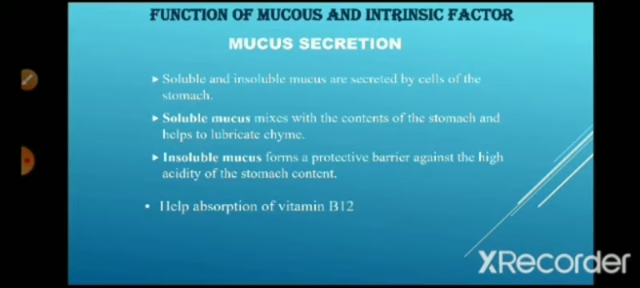 FUNCTION OF MUCOUS AND INTRINSIC FACTOR
MUCUS SECRETION
▸ Soluble and insoluble mucus are secreted by cells of the
stomach.
▸ Soluble mucus mixes with the contents of the stomach and
helps to lubricate chyme.
▸ Insoluble mucus forms a protective barrier against the high
acidity of the stomach content.
• Help absorption of vitamin B12
XRecorder